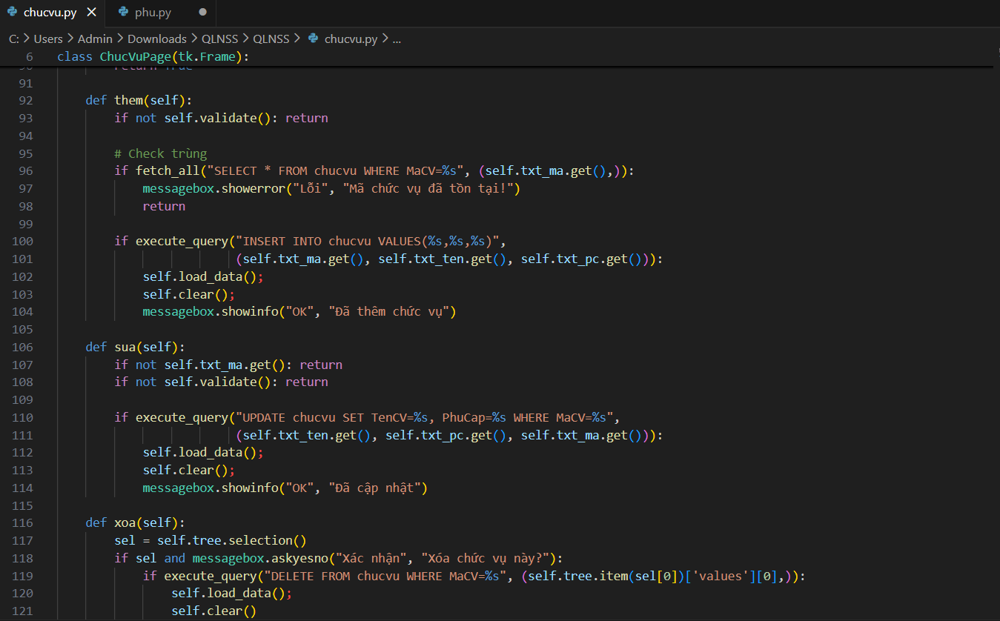 chucvu.py
phu.py
C: > Users > Admin > Downloads > QLNSS > QLNSS > chucvu.py > ...
6 class ChucVuPage(tk.Frame):
90 return True
91
92 def them(self):
93 if not self.validate(): return
94
95 # Check trùng
96 if fetch_all("SELECT * FROM chucvu WHERE MaCV=%s", (self.txt_ma.get(),)):
97 messagebox.showerror("Lỗi", "Mã chức vụ đã tồn tại!")
98 return
99
100 if execute_query("INSERT INTO chucvu VALUES(%s,%s,%s)",
101 (self.txt_ma.get(), self.txt_ten.get(), self.txt_pc.get())):
102 self.load_data();
103 self.clear();
104 messagebox.showinfo("OK", "Đã thêm chức vụ")
105
106 def sua(self):
107 if not self.txt_ma.get(): return
108 if not self.validate(): return
109
110 if execute_query("UPDATE chucvu SET TenCV=%s, PhuCap=%s WHERE MaCV=%s",
111 (self.txt_ten.get(), self.txt_pc.get(), self.txt_ma.get())):
112 self.load_data();
113 self.clear();
114 messagebox.showinfo("OK", "Đã cập nhật")
115
116 def xoa(self):
117 sel = self.tree.selection()
118 if sel and messagebox.askyesno("Xác nhận", "Xóa chức vụ này?"):
119 if execute_query("DELETE FROM chucvu WHERE MaCV=%s", (self.tree.item(sel[0])['values'][0],)):
120 self.load_data();
121 self.clear()